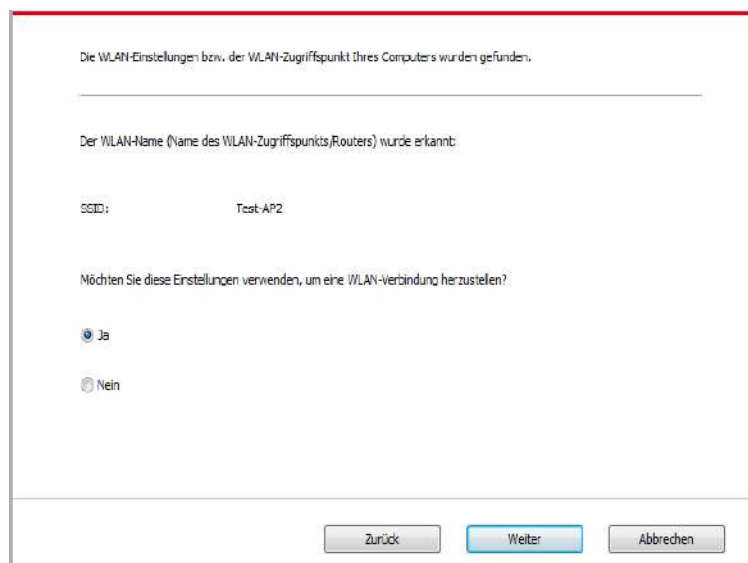 Die WLAN-Einstellungen bzw. der WLAN-Zugriffspunkt Ihres Computers wurden gefunden.
Der WLAN-Name (Name des WLAN-Zugriffspunkts/Routers) wurde erkannt:
SSID: Test-AP2
Möchten Sie diese Einstellungen verwenden, um eine WLAN-Verbindung herzustellen?
Ja
Nein
Zurück Weiter Abbrechen